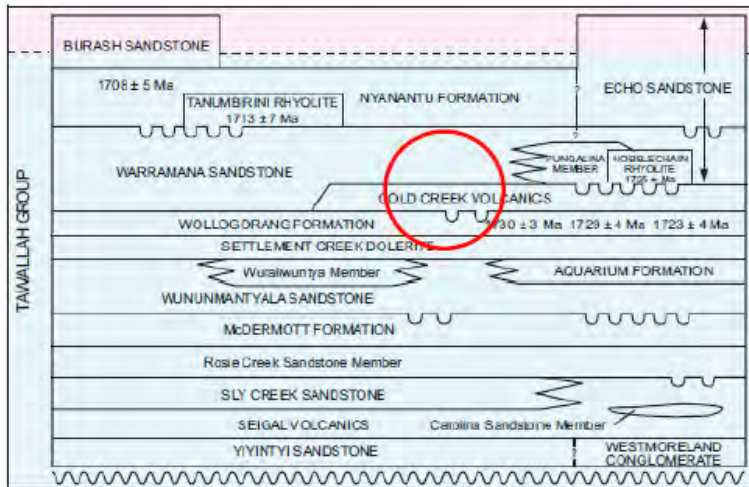 BURASH SANDSTONE
1708 ± 5 Ma
TANUMBIRINI RHYOLITE
1713 ± 7 Ma
NYANANTU FORMATION
?
ECHO SANDSTONE
?
WARRAMANA SANDSTONE
MEMBER
RHYOLITE
Ma
GOLD CREEK VOLCANICS
WOLLOGORANG FORMATION
1730 ± 3 Ma 1729 ± 4 Ma 1723 ± 4 Ma
SETTLEMENT CREEK DOLERITE
Wuraliwuntya Member
AQUARIUM FORMATION
WUNUNMANTYALA SANDSTONE
McDERMOTT FORMATION
Rosie Creek Sandstone Member
SLY CREEK SANDSTONE
SEIGAL VOLCANICS
Carolina Sandstone Member
YIYINTYI SANDSTONE
?
WESTMORELAND
CONGLOMERATE
TAWALLAH GROUP